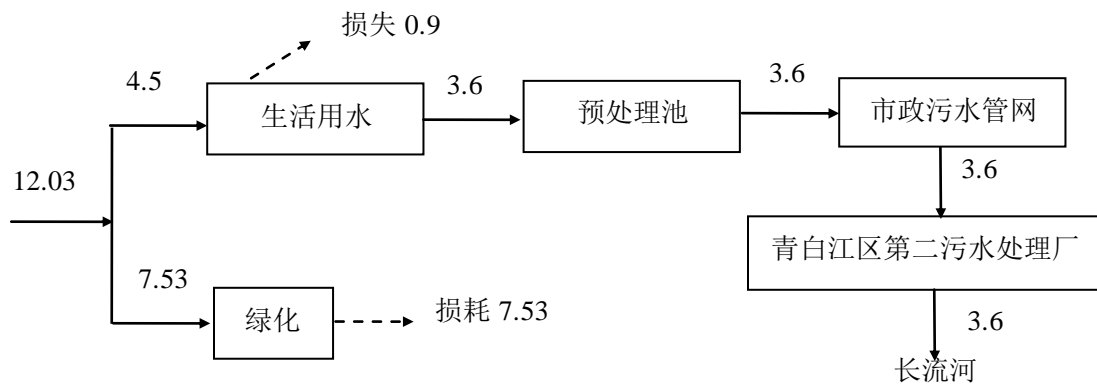 损失 0.9
4.5
生活用水
3.6
预处理池
3.6
市政污水管网
12.03
3.6
青白江区第二污水处理厂
7.53
绿化
损耗 7.53
3.6
长流河